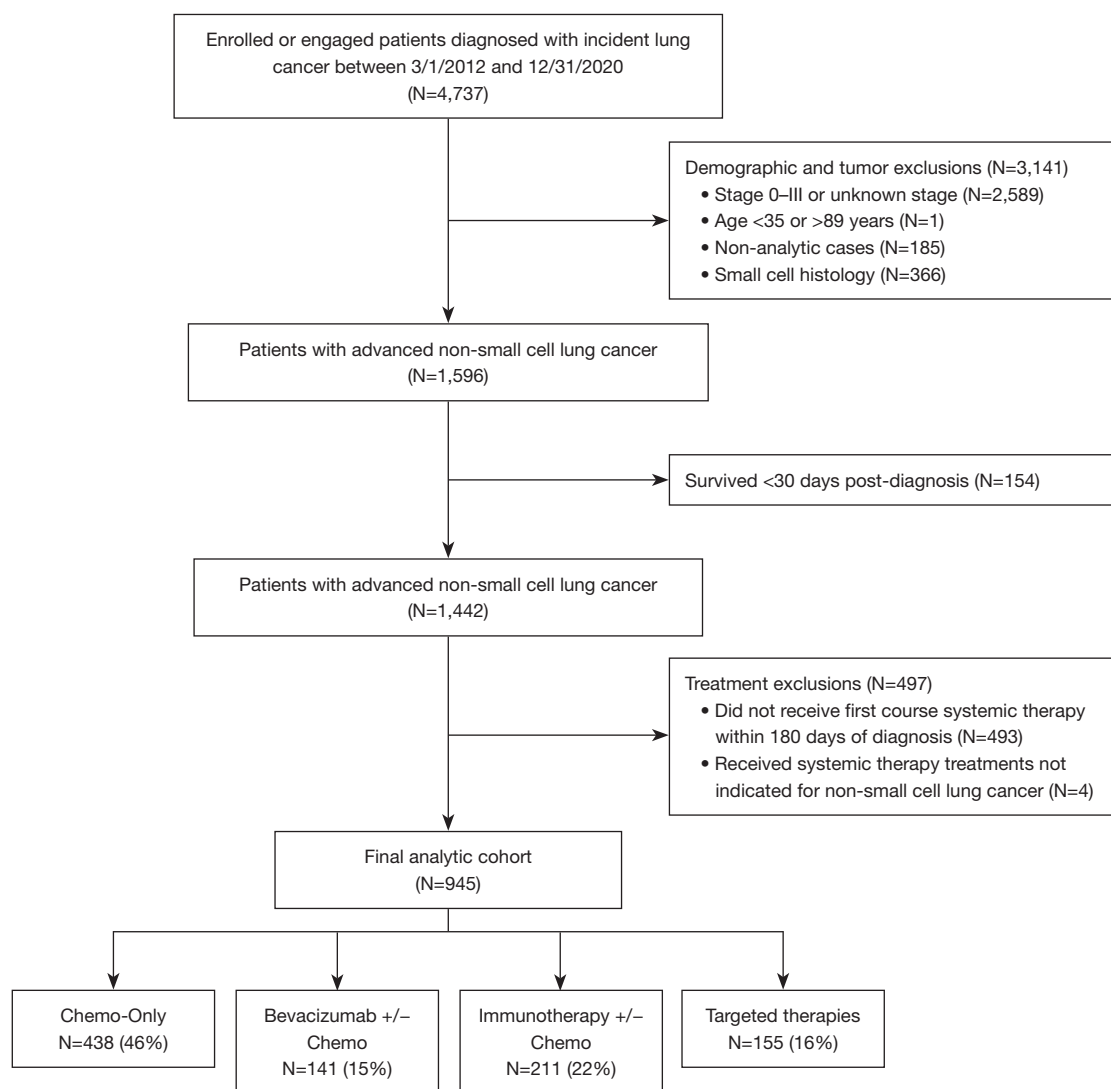 Enrolled or engaged patients diagnosed with incident lung
cancer between 3/1/2012 and 12/31/2020
(N=4,737)
Demographic and tumor exclusions (N=3,141)
• Stage 0–III or unknown stage (N=2,589)
• Age <35 or >89 years (N=1)
• Non-analytic cases (N=185)
• Small cell histology (N=366)
Patients with advanced non-small cell lung cancer
(N=1,596)
Survived <30 days post-diagnosis (N=154)
Patients with advanced non-small cell lung cancer
(N=1,442)
Treatment exclusions (N=497)
• Did not receive first course systemic therapy
within 180 days of diagnosis (N=493)
• Received systemic therapy treatments not
indicated for non-small cell lung cancer (N=4)
Final analytic cohort
(N=945)
Chemo-Only
N=438 (46%)
Bevacizumab +/–
Chemo
N=141 (15%)
Immunotherapy +/–
Chemo
N=211 (22%)
Targeted therapies
N=155 (16%)